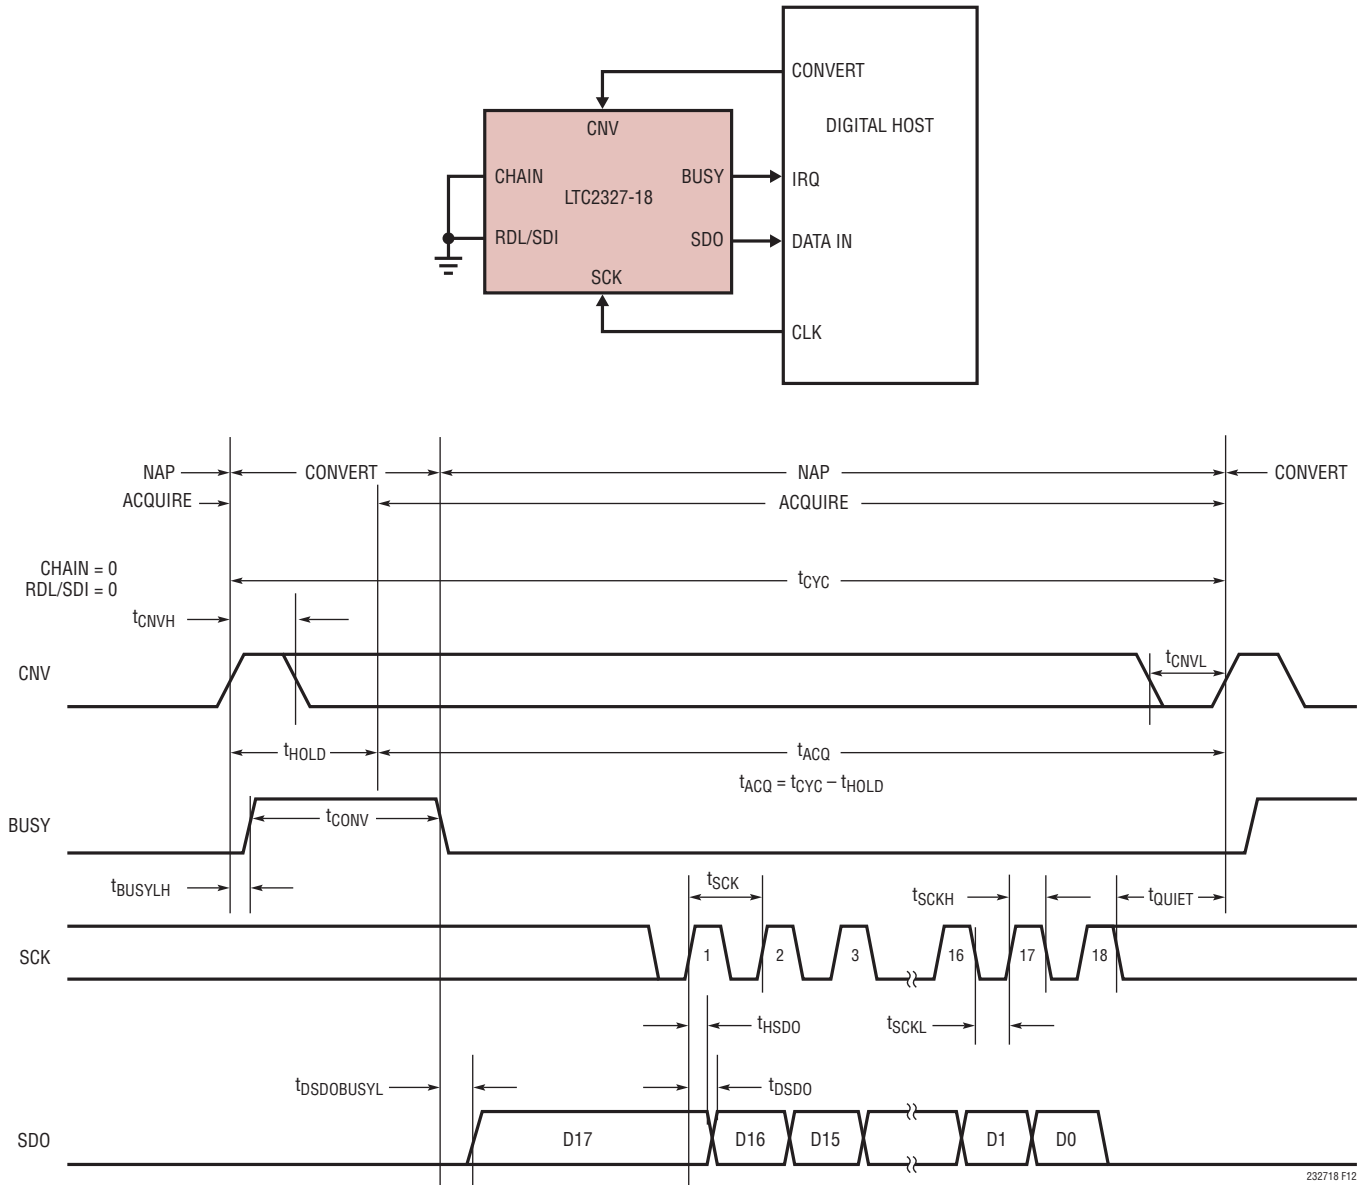 CONVERT
CNV
DIGITAL HOST
CHAIN
BUSY
IRQ
LTC2327-18
RDL/SDI
SDO
DATA IN
SCK
CLK
NAP
CONVERT
NAP
CONVERT
ACQUIRE
ACQUIRE
CHAIN = 0
RDL/SDI = 0
tCYC
tCNVH
CNV
tCNVL
tHOLD
tACQ
tACQ = tCYC – tHOLD
BUSY
tCONV
tBUSYLH
tSCK
tSCKH
tQUIET
SCK
1
2
3
16
17
18
tHSDO
tSCKL
tDSDOBUSYL
tDSDO
SDO
D17
D16
D15
D1
D0
232718 F12